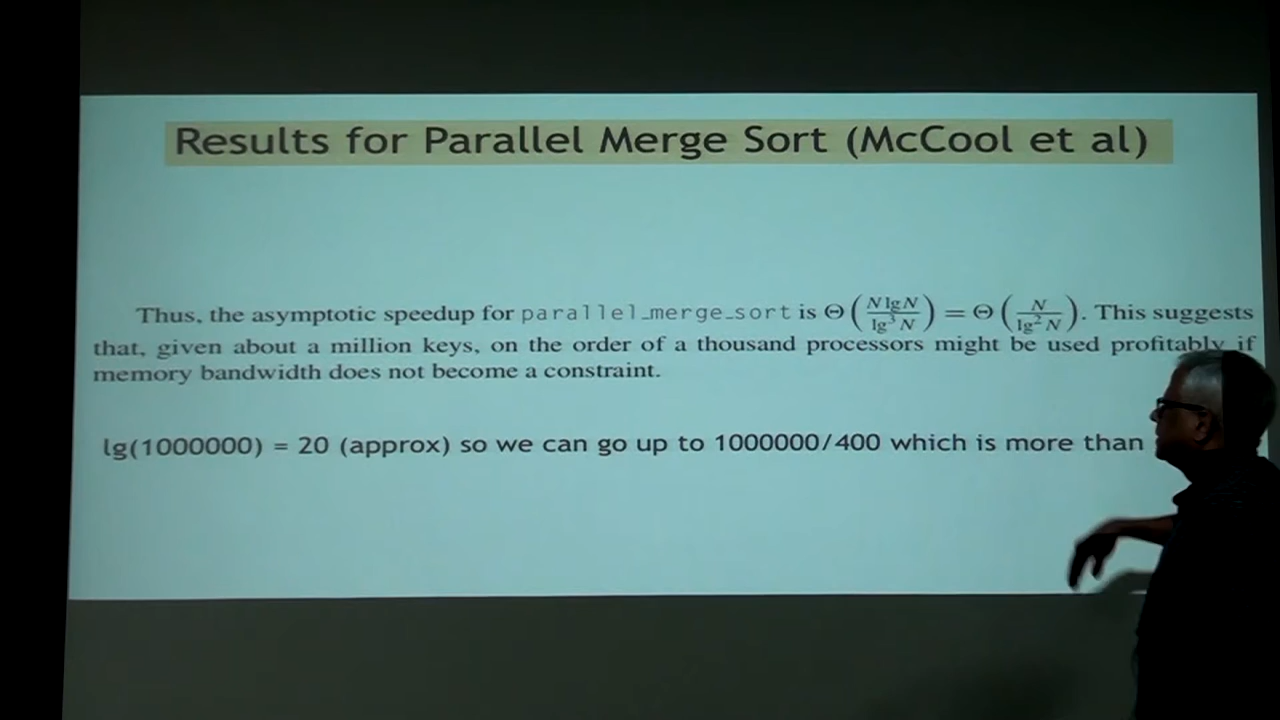 Results for Parallel Merge Sort (McCool et al)
Thus, the asymptotic speedup for parallel_merge_sort is Θ(N lg N / lg³ N) = Θ(N / lg² N). This suggests
that, given about a million keys, on the order of a thousand processors might be used profitably if
memory bandwidth does not become a constraint.
lg(1000000) = 20 (approx) so we can go up to 1000000/400 which is more than